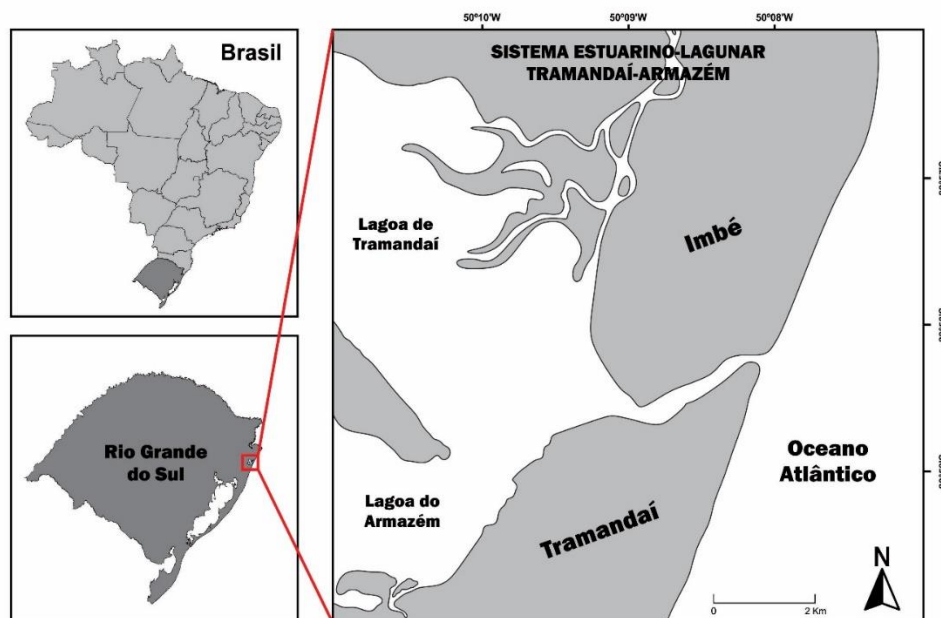 Brasil
Rio Grande
do Sul
50°10'W
50°09'W
50°08'W
SISTEMA ESTUARINO-LAGUNAR
TRAMANDAÍ-ARMAZÉM
Lagoa de
Tramandaí
Imbé
Lagoa do
Armazém
Tramandaí
Oceano
Atlântico
N
0
2 Km